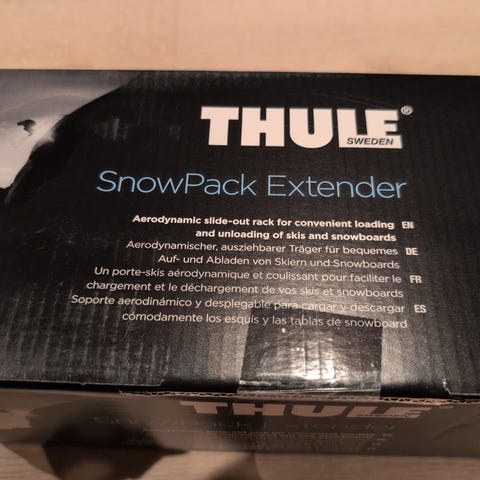 THULE®
SWEDEN
SnowPack Extender
Aerodynamic slide-out rack for convenient loading EN
and unloading of skis and snowboards
Aerodynamischer, ausziehbarer Träger für bequemes DE
Auf- und Abladen von Skiern und Snowboards
Un porte-skis aérodynamique et coulissant pour faciliter le FR
chargement et le déchargement de vos skis et snowboards
Soporte aerodinámico y desplegable para cargar y descargar ES
cómodamente los esquís y las tablas de snowboard
THULE
SnowPack Extender